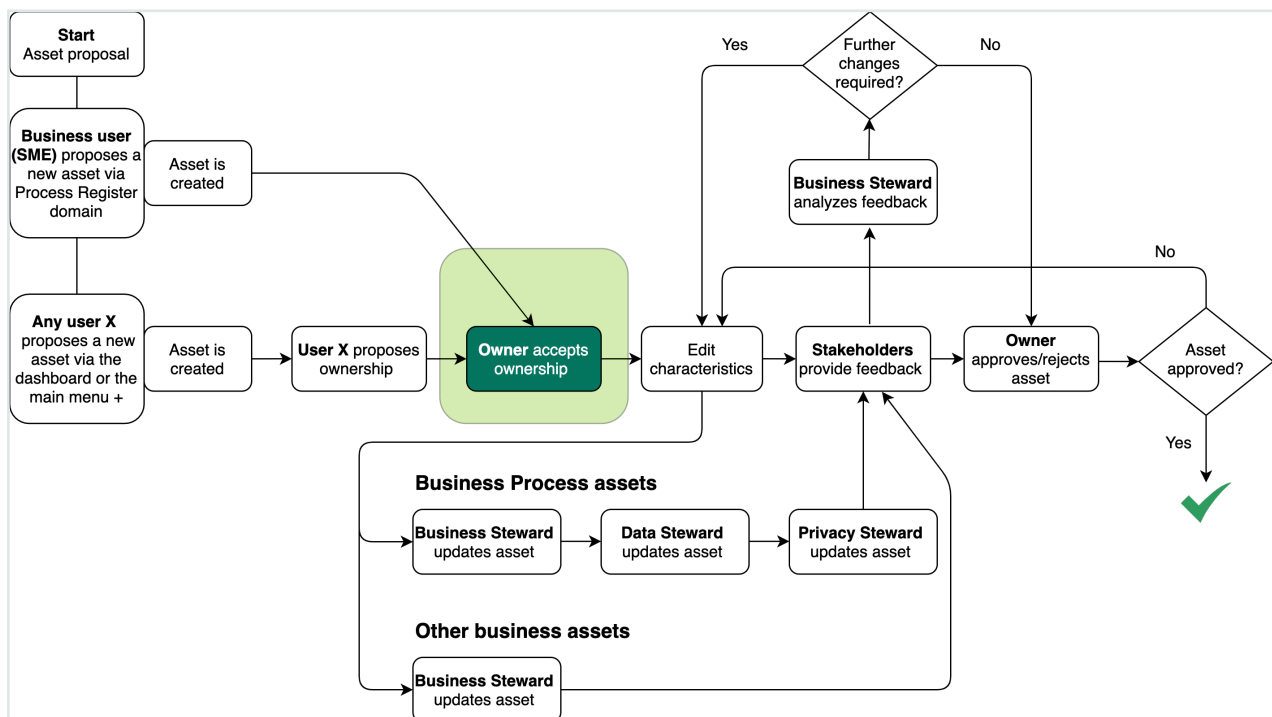 Start
Asset proposal
Business user
(SME) proposes a
new asset via
Process Register
domain
Asset is
created
Any user X
proposes a new
asset via the
dashboard or the
main menu +
Asset is
created
User X proposes
ownership
Owner accepts
ownership
Edit
characteristics
Stakeholders
provide feedback
Business Steward
analyzes feedback
Further
changes
required?
Yes
No
Owner
approves/rejects
asset
Asset
approved?
No
Yes
Business Process assets
Business Steward
updates asset
Data Steward
updates asset
Privacy Steward
updates asset
Other business assets
Business Steward
updates asset